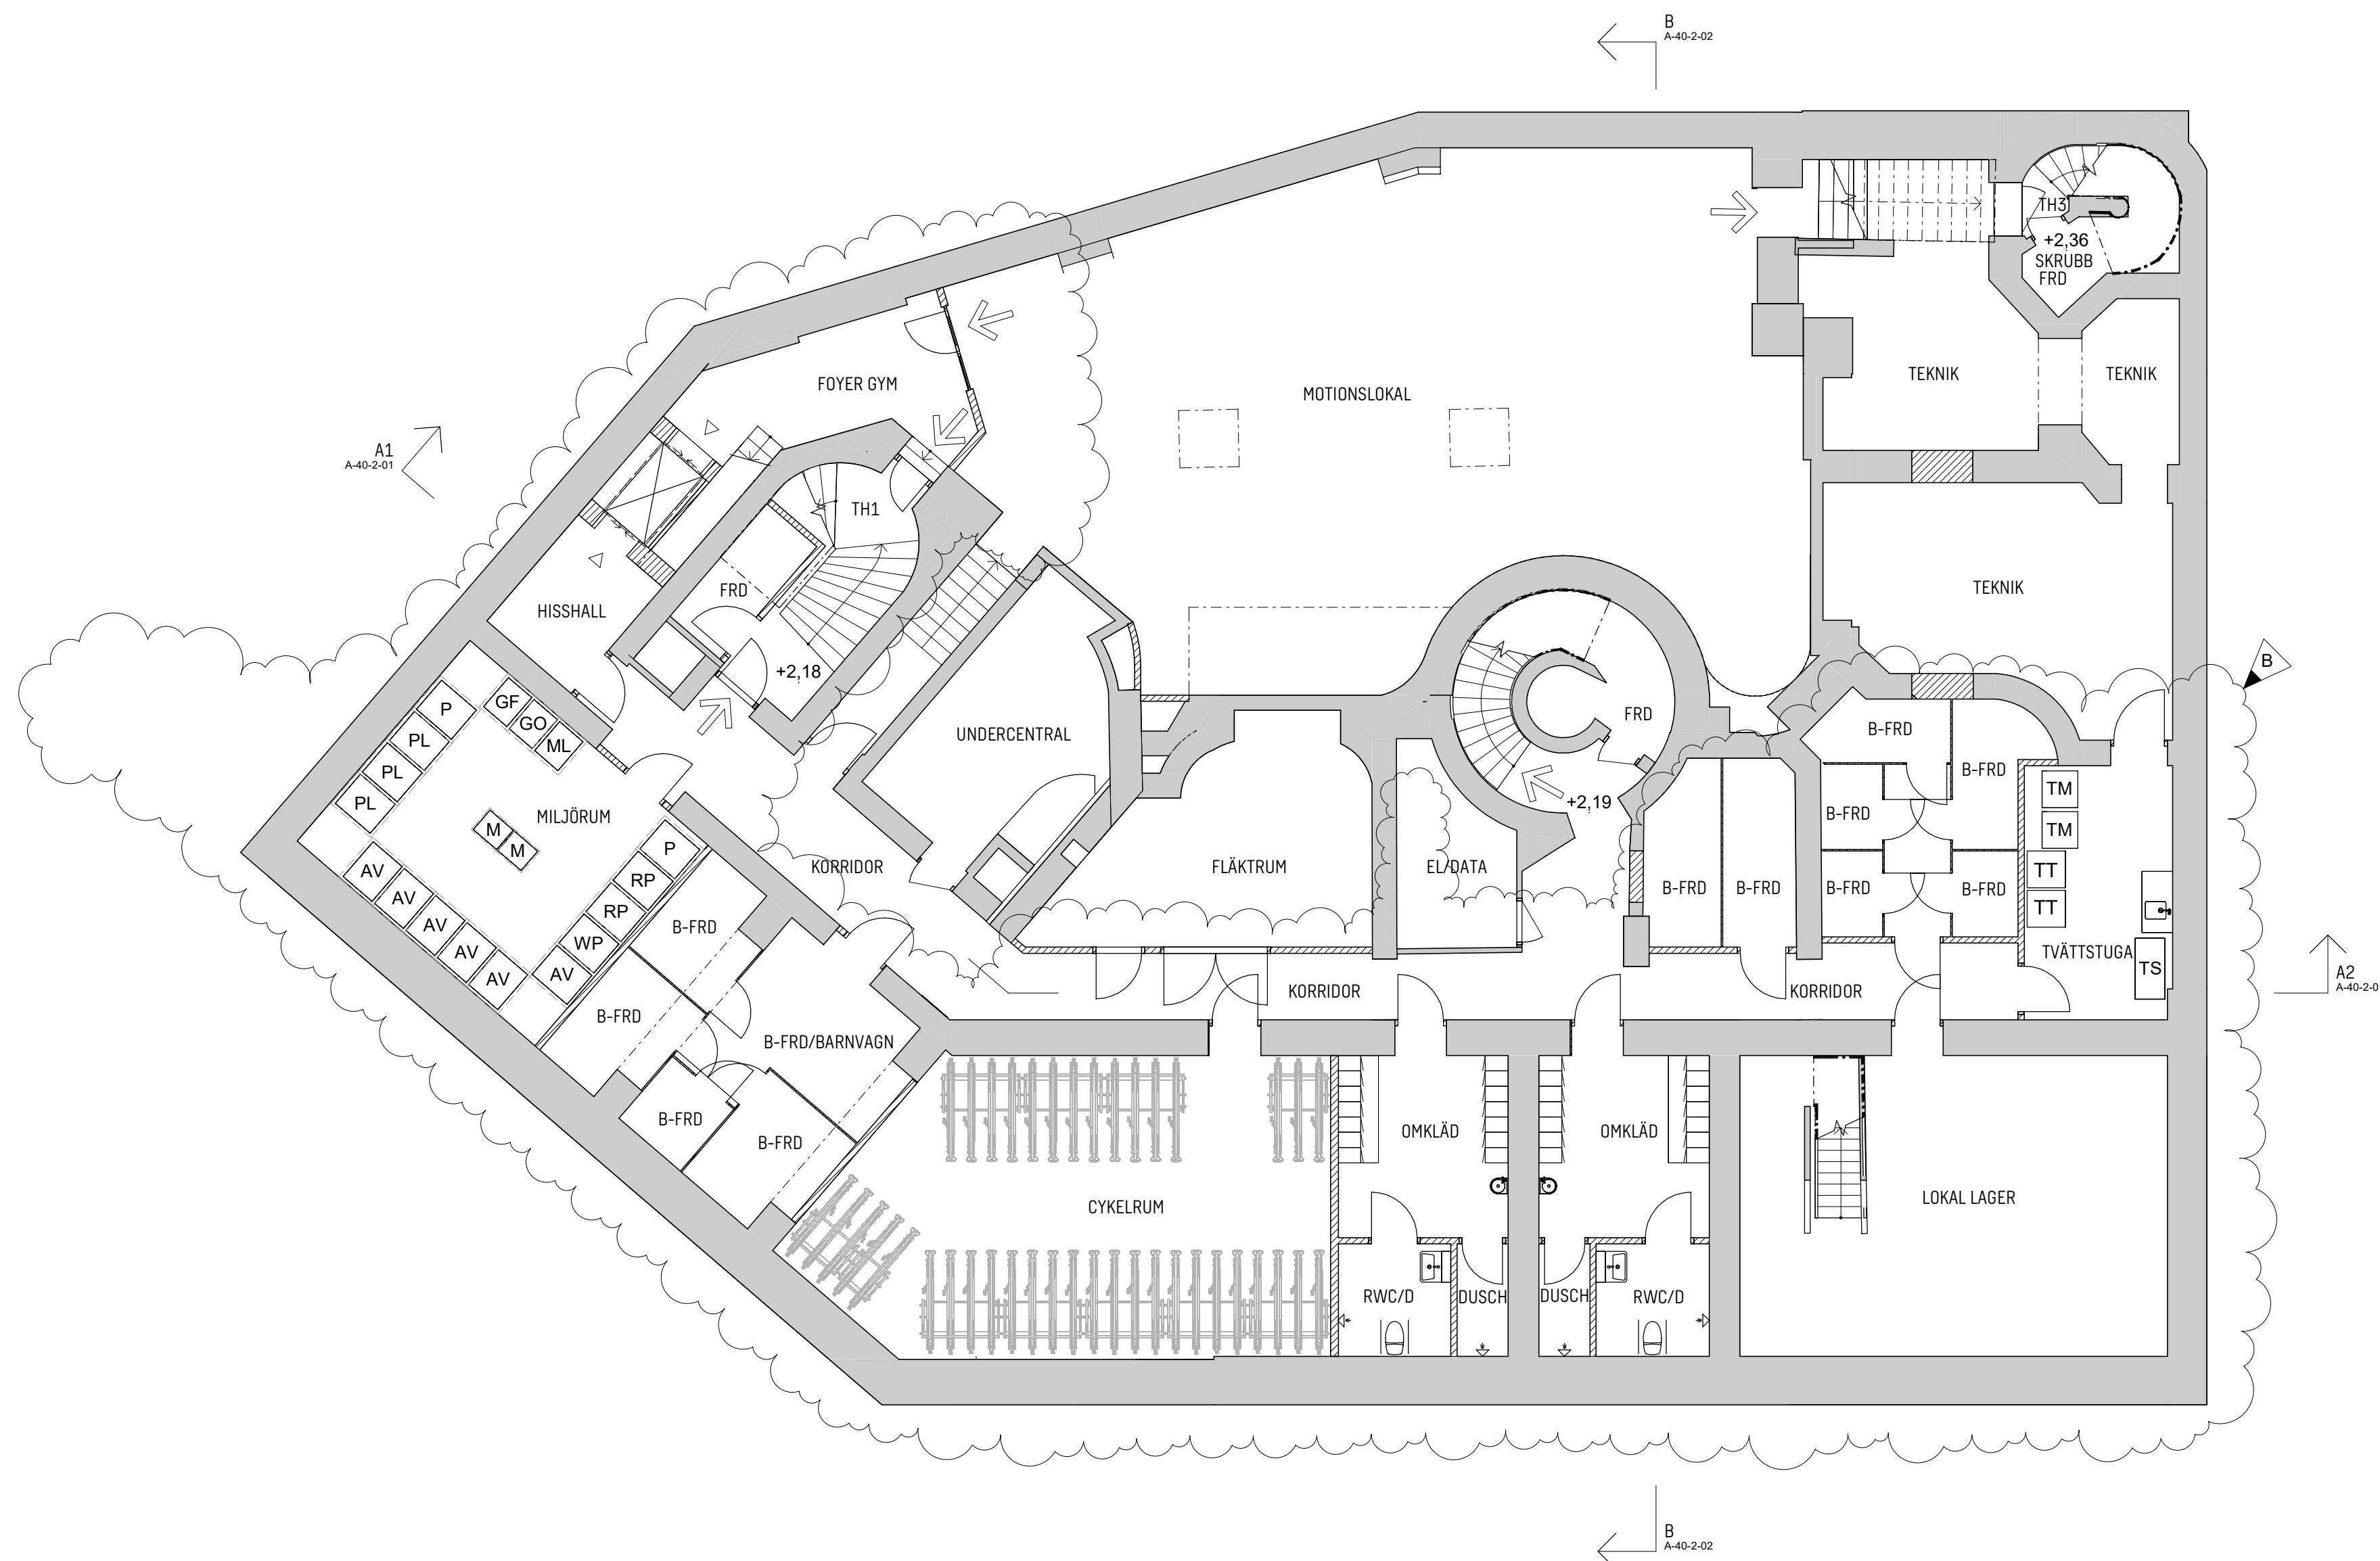 B
A-40-2-02
TH3
+2,36
SKRUBB
FRD
FOYER GYM
MOTIONSLOKAL
TEKNIK
TEKNIK
A1
A-40-2-01
TH1
FRD
TEKNIK
HISSHALL
+2,18
B
P
GF
GO
ML
PL
PL
PL
UNDERCENTRAL
FRD
B-FRD
B-FRD
MILJÖRUM
M
M
+2,19
B-FRD
TM
TM
P
RP
RP
WP
AV
AV
AV
AV
AV
AV
KORRIDOR
FLÄKTRUM
EL/DATA
B-FRD
B-FRD
B-FRD
B-FRD
TT
TT
B-FRD
TVÄTTSTUGA
TS
A2
A-40-2-0
KORRIDOR
KORRIDOR
B-FRD
B-FRD/BARNVAGN
B-FRD
B-FRD
OMKLÄD
OMKLÄD
CYKELRUM
LOKAL LAGER
RWC/D
DUSCH
DUSCH
RWC/D
B
A-40-2-02